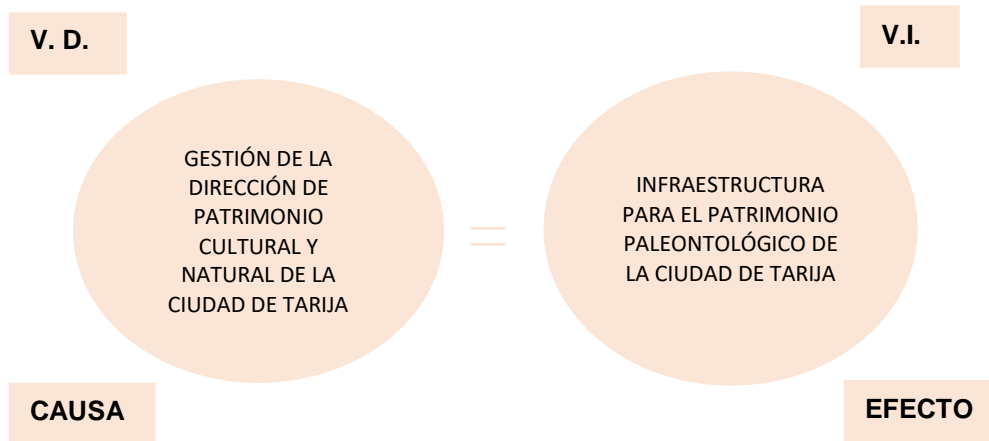 V. D.
V.I.
GESTIÓN DE LA
DIRECCIÓN DE
PATRIMONIO
CULTURAL Y
NATURAL DE LA
CIUDAD DE TARIJA
INFRAESTRUCTURA
PARA EL PATRIMONIO
PALEONTOLÓGICO DE
LA CIUDAD DE TARIJA
CAUSA
EFECTO